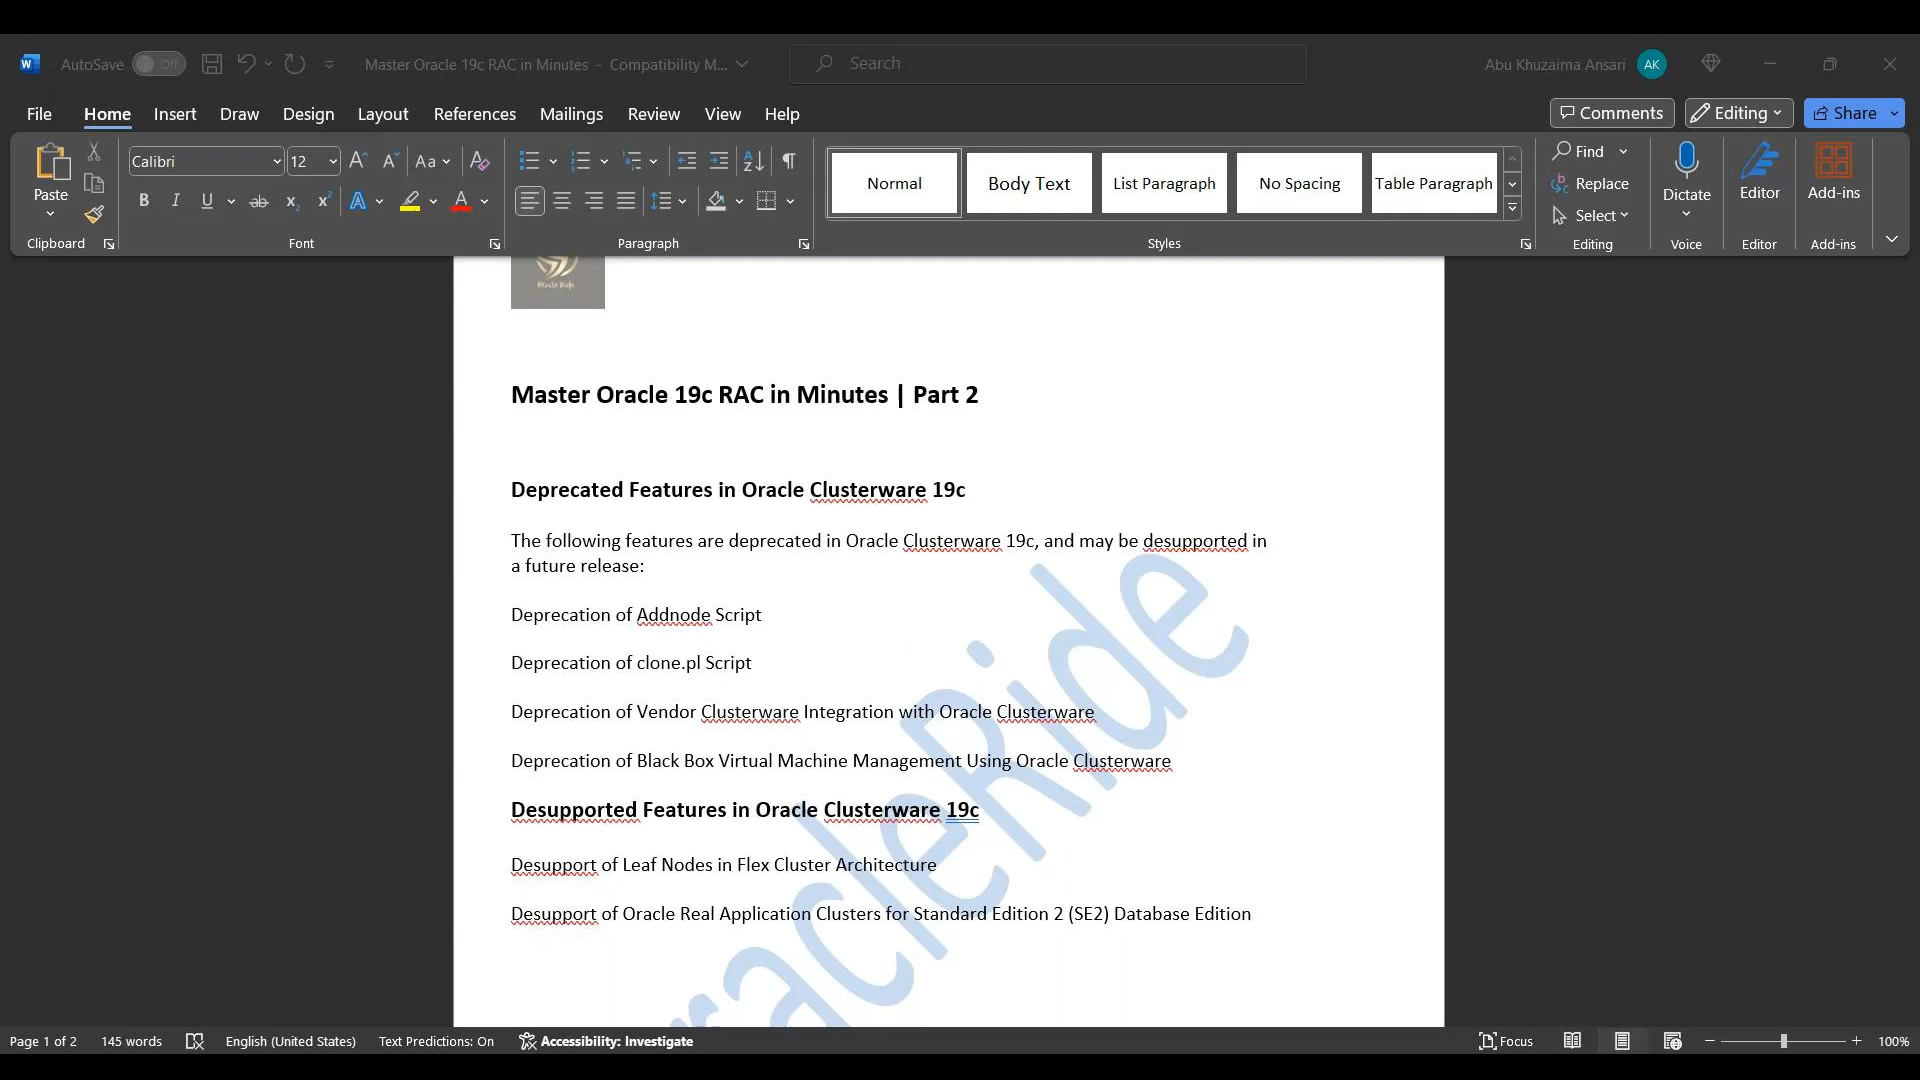 AutoSave Off Master Oracle 19c RAC in Minutes - Compatibility M... Search Abu Khuzaima Ansari AK
File Home Insert Draw Design Layout References Mailings Review View Help Comments Editing Share
Paste
Clipboard
Calibri 12
Font
Paragraph
Normal Body Text List Paragraph No Spacing Table Paragraph
Styles
Find
Replace
Select
Editing
Dictate
Voice
Editor
Editor
Add-ins
Add-ins
Oracle Ride
Master Oracle 19c RAC in Minutes | Part 2
Deprecated Features in Oracle Clusterware 19c
The following features are deprecated in Oracle Clusterware 19c, and may be desupported in
a future release:
Deprecation of Addnode Script
Deprecation of clone.pl Script
Deprecation of Vendor Clusterware Integration with Oracle Clusterware
Deprecation of Black Box Virtual Machine Management Using Oracle Clusterware
Desupported Features in Oracle Clusterware 19c
Desupport of Leaf Nodes in Flex Cluster Architecture
Desupport of Oracle Real Application Clusters for Standard Edition 2 (SE2) Database Edition
racleRide
Page 1 of 2 145 words English (United States) Text Predictions: On Accessibility: Investigate Focus 100%